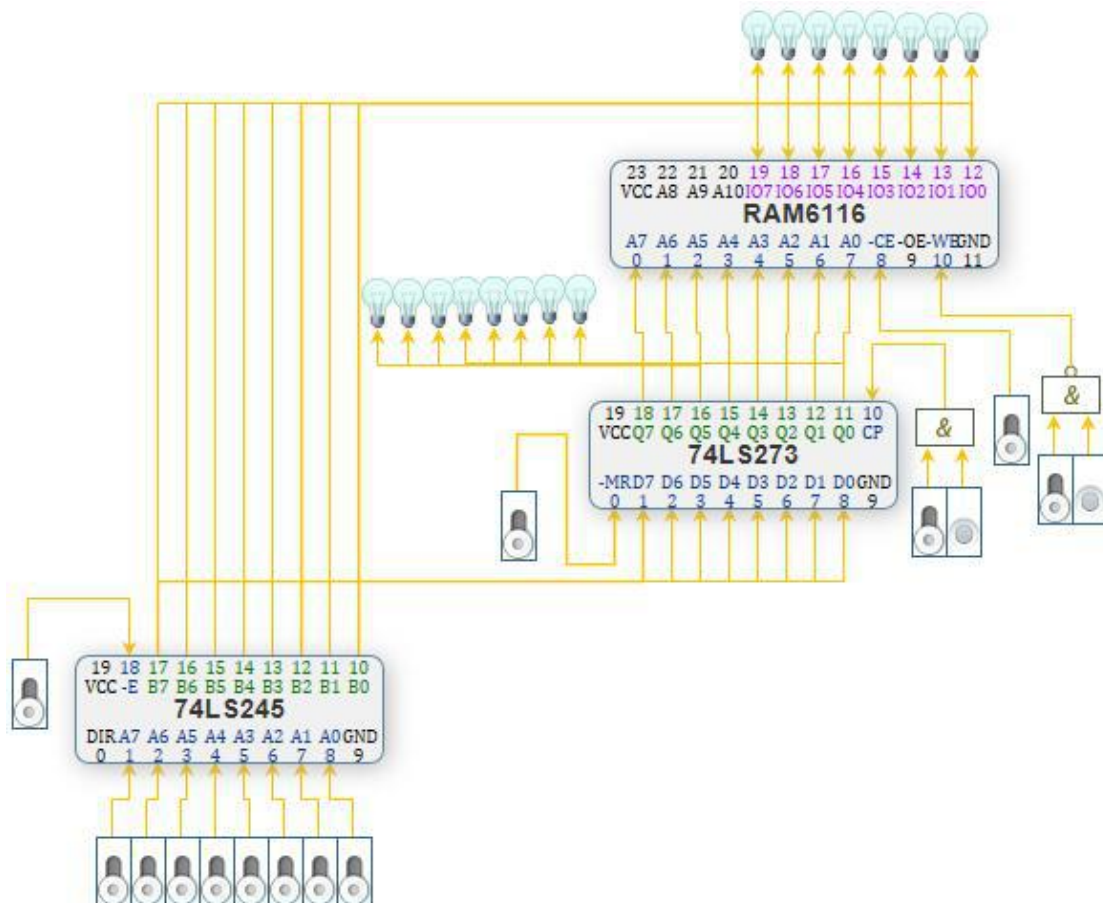 23 22 21 20 19 18 17 16 15 14 13 12
VCC A8 A9 A10 IO7 IO6 IO5 IO4 IO3 IO2 IO1 IO0
RAM6116
A7 A6 A5 A4 A3 A2 A1 A0 -CE -OE -WE GND
0 1 2 3 4 5 6 7 8 9 10 11
&
19 18 17 16 15 14 13 12 11 10
VCC Q7 Q6 Q5 Q4 Q3 Q2 Q1 Q0 CP
&
74LS273
-MR D7 D6 D5 D4 D3 D2 D1 D0 GND
0 1 2 3 4 5 6 7 8 9
19 18 17 16 15 14 13 12 11 10
VCC -E B7 B6 B5 B4 B3 B2 B1 B0
74LS245
DIR A7 A6 A5 A4 A3 A2 A1 A0 GND
0 1 2 3 4 5 6 7 8 9